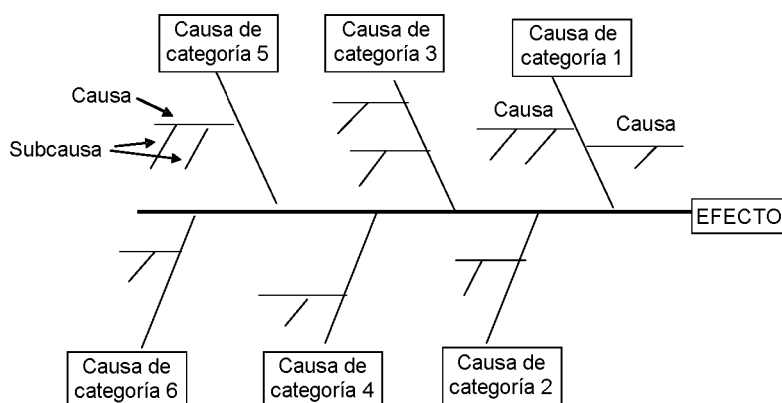 Causa de
categoría 5
Causa de
categoría 3
Causa de
categoría 1
Causa
Subcausa
Causa
Causa
EFECTO
Causa de
categoría 6
Causa de
categoría 4
Causa de
categoría 2